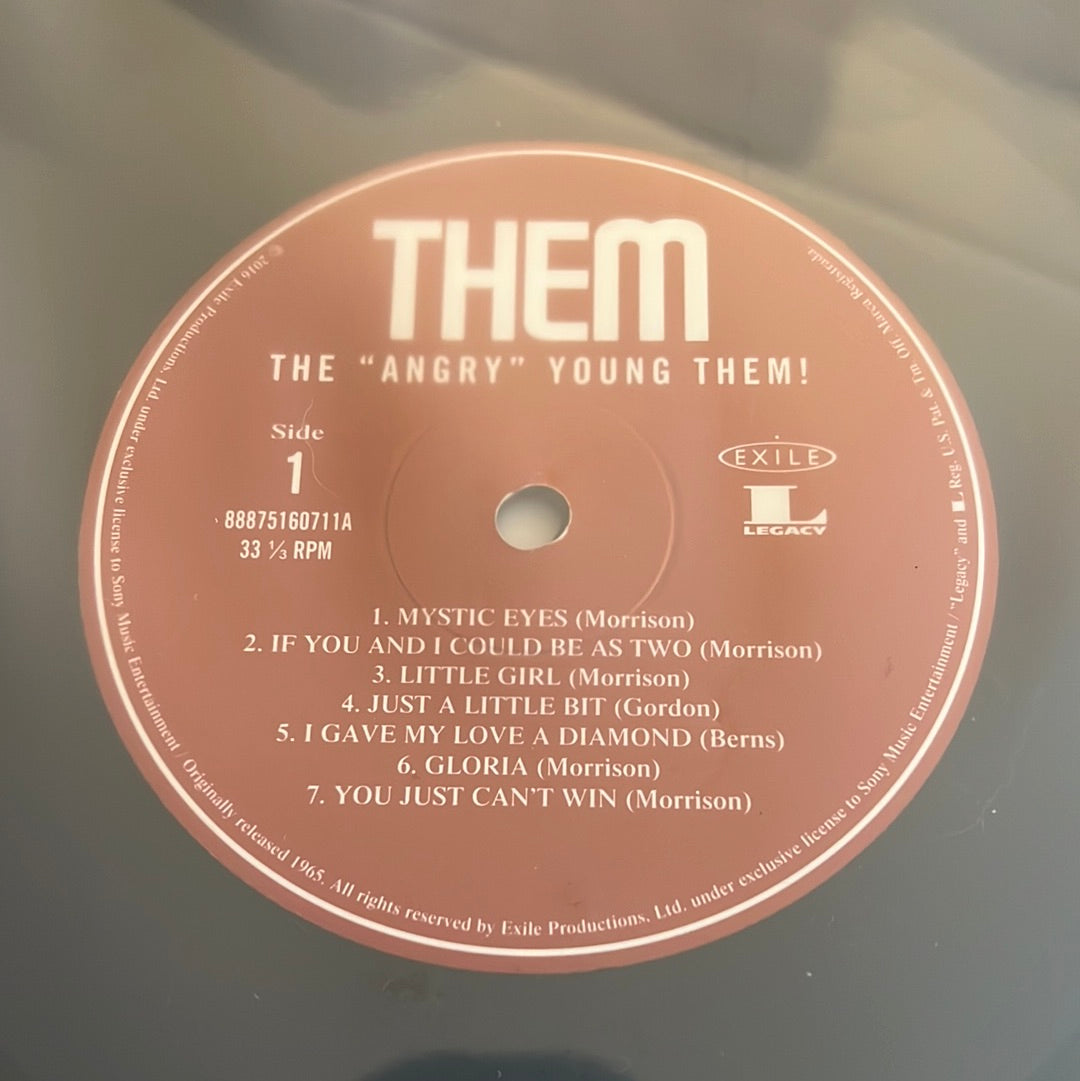 THEM
THE “ANGRY” YOUNG THEM!
Side
1
88875160711A
33 ⅓ RPM
EXILE
L
LEGACY
1. MYSTIC EYES (Morrison)
2. IF YOU AND I COULD BE AS TWO (Morrison)
3. LITTLE GIRL (Morrison)
4. JUST A LITTLE BIT (Gordon)
5. I GAVE MY LOVE A DIAMOND (Berns)
6. GLORIA (Morrison)
7. YOU JUST CAN’T WIN (Morrison)
© 2016 Exile Productions, Ltd. under exclusive license to Sony Music Entertainment / Originally released 1965. All rights reserved by Exile Productions, Ltd. under exclusive license to Sony Music Entertainment / “Legacy” and L Reg. U.S. Pat. & Tm Off. Marca Registrada